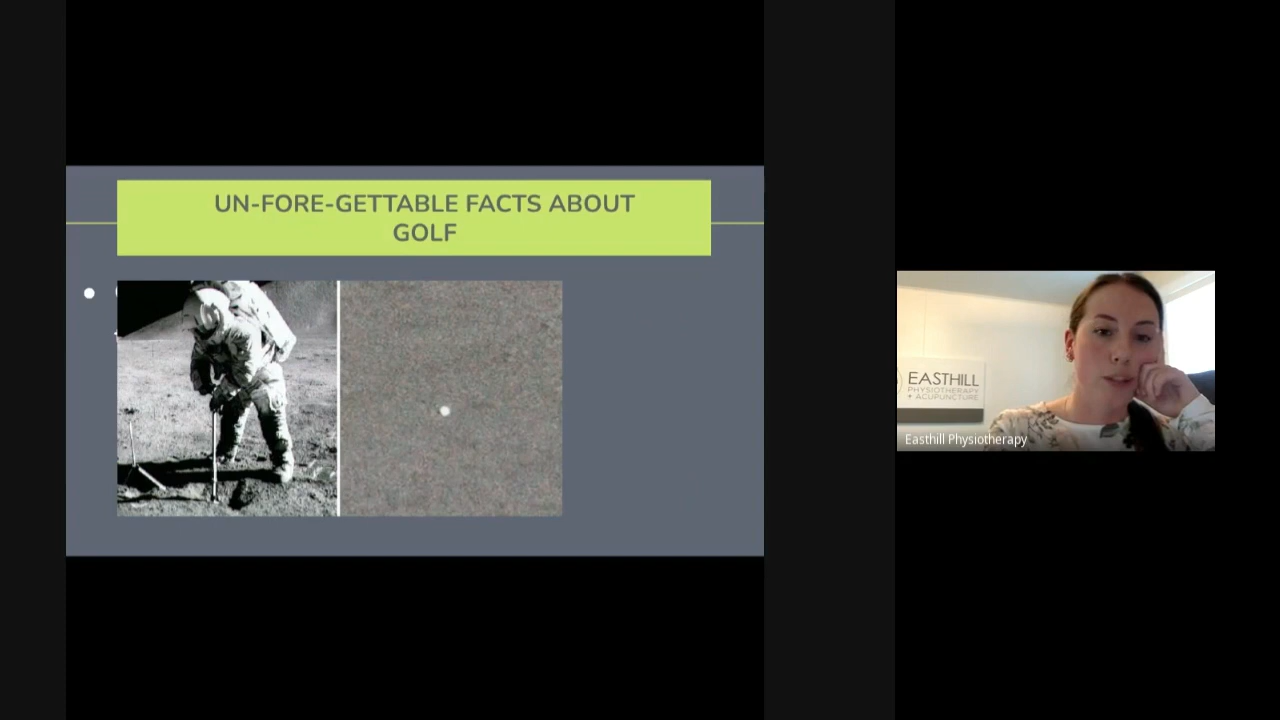 UN-FORE-GETTABLE FACTS ABOUT
GOLF
EASTHILL
PHYSIOTHERAPY
+ ACUPUNCTURE
Easthill Physiotherapy